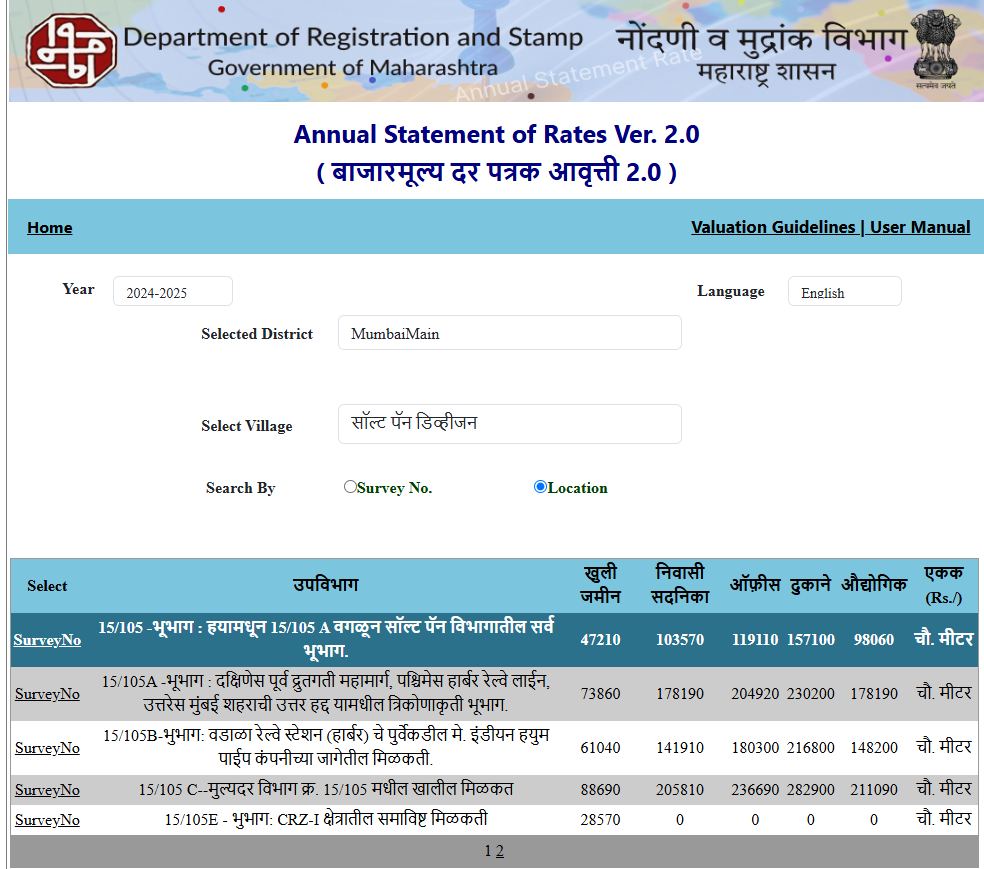 Department of Registration and Stamp
Government of Maharashtra
नोंदणी व मुद्रांक विभाग
महाराष्ट्र शासन
सत्यमेव जयते
Annual Statement Rate
Annual Statement of Rates Ver. 2.0
( बाजारमूल्य दर पत्रक आवृत्ती 2.0 )
Home
Valuation Guidelines | User Manual
Year 2024-2025 Language English
Selected District MumbaiMain
Select Village सॉल्ट पॅन डिव्हीजन
Search By Survey No. Location
Select उपविभाग खुली जमीन निवासी सदनिका ऑफ़ीस दुकाने औद्योगिक एकक (Rs./)
SurveyNo 15/105 -भूभाग : हयामधून 15/105 A वगळून सॉल्ट पॅन विभागातील सर्व भूभाग. 47210 103570 119110 157100 98060 चौ. मीटर
SurveyNo 15/105A -भूभाग : दक्षिणेस पूर्व द्रुतगती महामार्ग, पश्चिमेस हार्बर रेल्वे लाईन, उत्तरेस मुंबई शहराची उत्तर हद्द यामधील त्रिकोणाकृती भूभाग. 73860 178190 204920 230200 178190 चौ. मीटर
SurveyNo 15/105B-भुभाग: वडाळा रेल्वे स्टेशन (हार्बर) चे पुर्वेकडील मे. इंडीयन हयुम पाईप कंपनीच्या जागेतील मिळकती. 61040 141910 180300 216800 148200 चौ. मीटर
SurveyNo 15/105 C--मुल्यदर विभाग क्र. 15/105 मधील खालील मिळकत 88690 205810 236690 282900 211090 चौ. मीटर
SurveyNo 15/105E - भुभाग: CRZ-I क्षेत्रातील समाविष्ट मिळकती 28570 0 0 0 0 चौ. मीटर
1 2